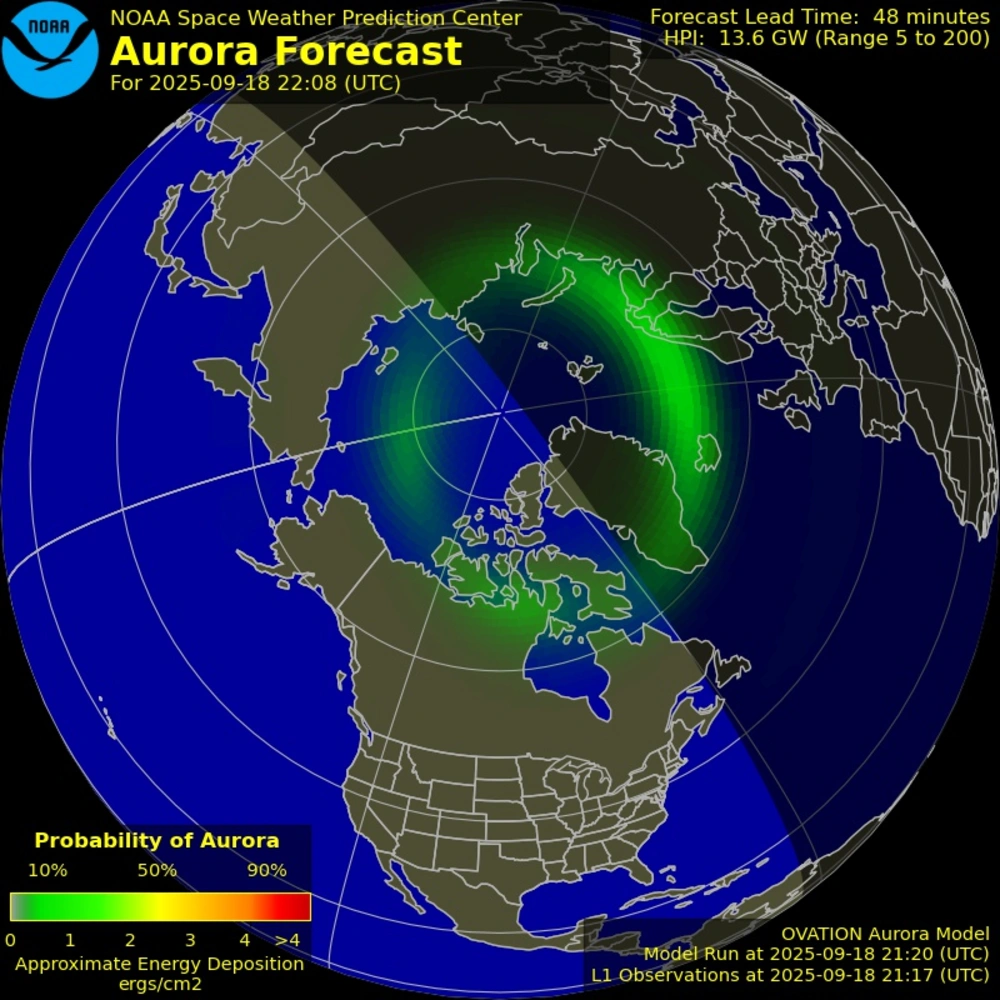 NOAA
NOAA Space Weather Prediction Center
Aurora Forecast
For 2025-09-18 22:08 (UTC)
Forecast Lead Time: 48 minutes
HPI: 13.6 GW (Range 5 to 200)
Probability of Aurora
10% 50% 90%
0 1 2 3 4 >4
Approximate Energy Deposition
ergs/cm2
OVATION Aurora Model
Model Run at 2025-09-18 21:20 (UTC)
L1 Observations at 2025-09-18 21:17 (UTC)